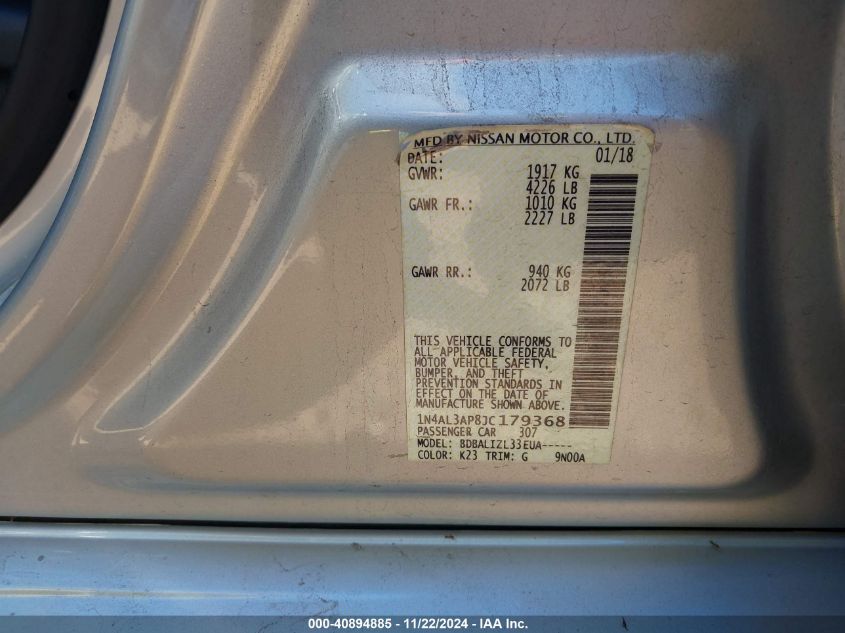 MFD BY NISSAN MOTOR CO., LTD.
DATE: 01/18
GVWR: 1917 KG
4226 LB
GAWR FR.: 1010 KG
2227 LB
GAWR RR.: 940 KG
2072 LB
THIS VEHICLE CONFORMS TO
ALL APPLICABLE FEDERAL
MOTOR VEHICLE SAFETY,
BUMPER, AND THEFT
PREVENTION STANDARDS IN
EFFECT ON THE DATE OF
MANUFACTURE SHOWN ABOVE.
1N4AL3AP8JC179368
PASSENGER CAR 307
MODEL: BDBALIZL33EUA-----
COLOR: K23 TRIM: G 9N00A
000-40894885 - 11/22/2024 - IAA Inc.